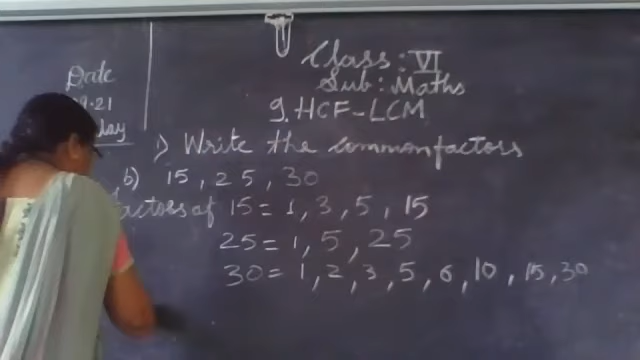 Class : VI
Sub : Maths
9. HCF-LCM
Date
9.21
day
1) Write the common factors
b) 15, 25, 30
factors of 15 = 1, 3, 5, 15
25 = 1, 5, 25
30 = 1, 2, 3, 5, 6, 10, 15, 30